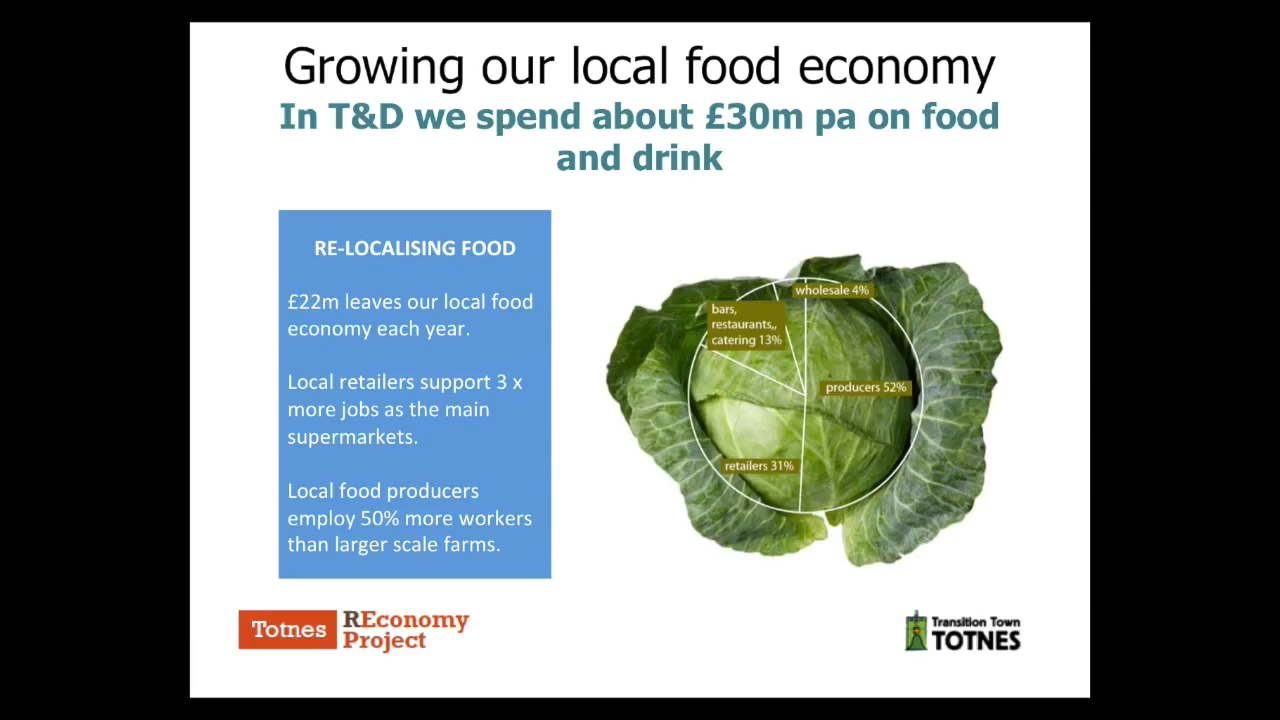 Growing our local food economy
In T&D we spend about £30m pa on food
and drink
RE-LOCALISING FOOD
£22m leaves our local food
economy each year.
Local retailers support 3 x
more jobs as the main
supermarkets.
Local food producers
employ 50% more workers
than larger scale farms.
wholesale 4%
bars,
restaurants,,
catering 13%
producers 52%
retailers 31%
Totnes
REconomy
Project
Transition Town
TOTNES